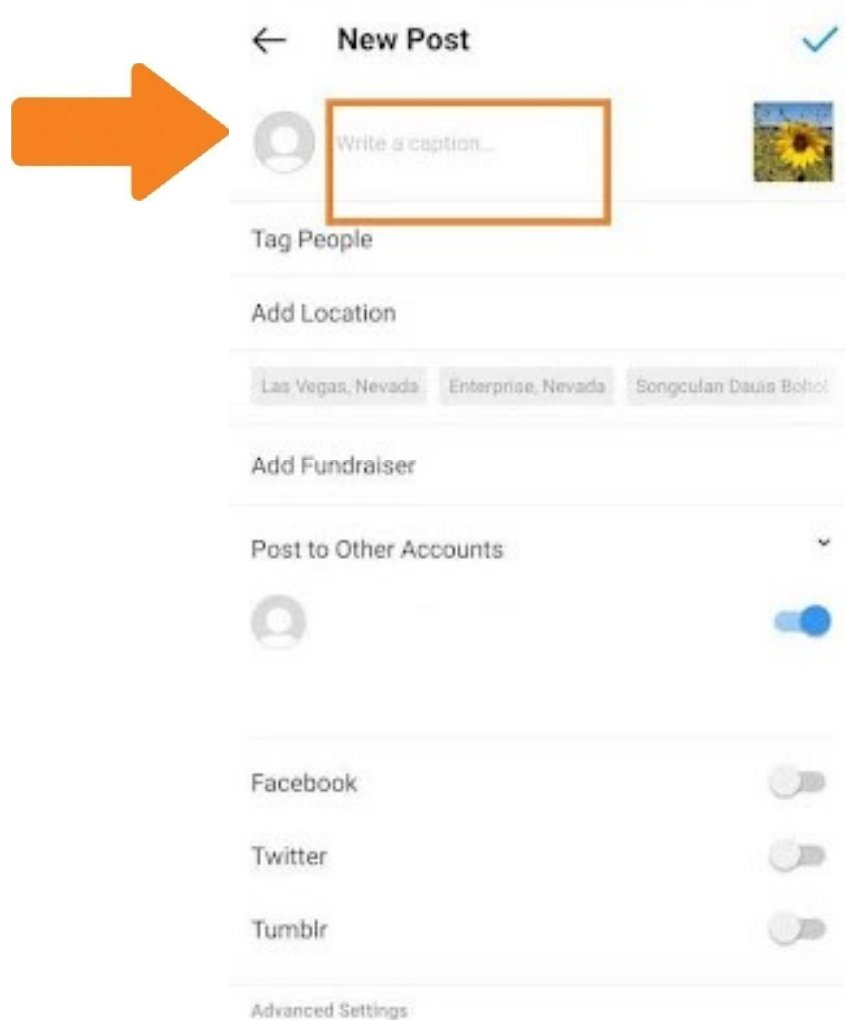 New Post
Write a caption...
Tag People
Add Location
Las Vegas, Nevada Enterprise, Nevada Songculan Dauis Bohol
Add Fundraiser
Post to Other Accounts
Facebook
Twitter
Tumblr
Advanced Settings